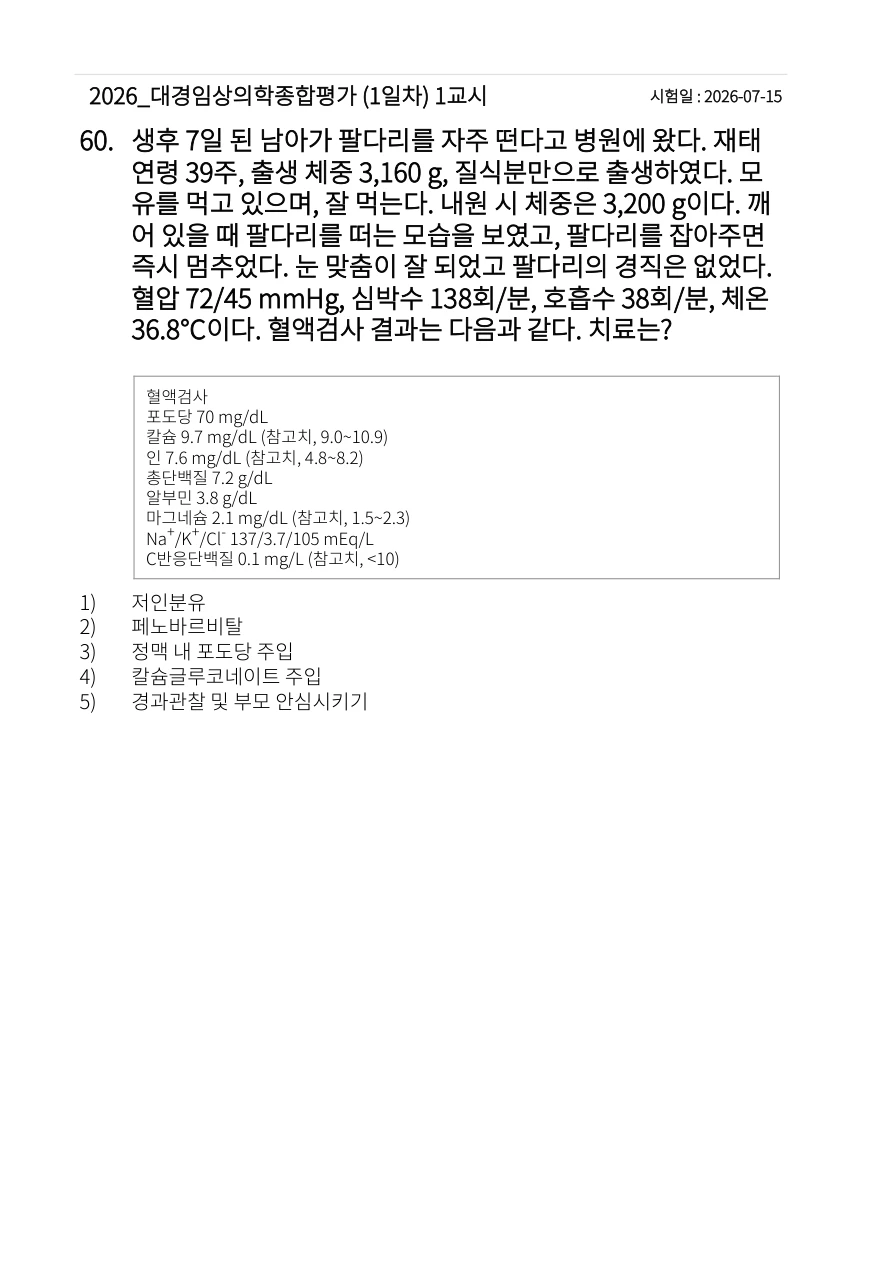 2026_대경임상의학종합평가 (1일차) 1교시
시험일 : 2026-07-15
60. 생후 7일 된 남아가 팔다리를 자주 떤다고 병원에 왔다. 재태
연령 39주, 출생 체중 3,160 g, 질식분만으로 출생하였다. 모
유를 먹고 있으며, 잘 먹는다. 내원 시 체중은 3,200 g이다. 깨
어 있을 때 팔다리를 떠는 모습을 보였고, 팔다리를 잡아주면
즉시 멈추었다. 눈 맞춤이 잘 되었고 팔다리의 경직은 없었다.
혈압 72/45 mmHg, 심박수 138회/분, 호흡수 38회/분, 체온
36.8°C이다. 혈액검사 결과는 다음과 같다. 치료는?
혈액검사
포도당 70 mg/dL
칼슘 9.7 mg/dL (참고치, 9.0~10.9)
인 7.6 mg/dL (참고치, 4.8~8.2)
총단백질 7.2 g/dL
알부민 3.8 g/dL
마그네슘 2.1 mg/dL (참고치, 1.5~2.3)
Na⁺/K⁺/Cl⁻ 137/3.7/105 mEq/L
C반응단백질 0.1 mg/L (참고치, <10)
1) 저인분유
2) 페노바르비탈
3) 정맥 내 포도당 주입
4) 칼슘글루코네이트 주입
5) 경과관찰 및 부모 안심시키기